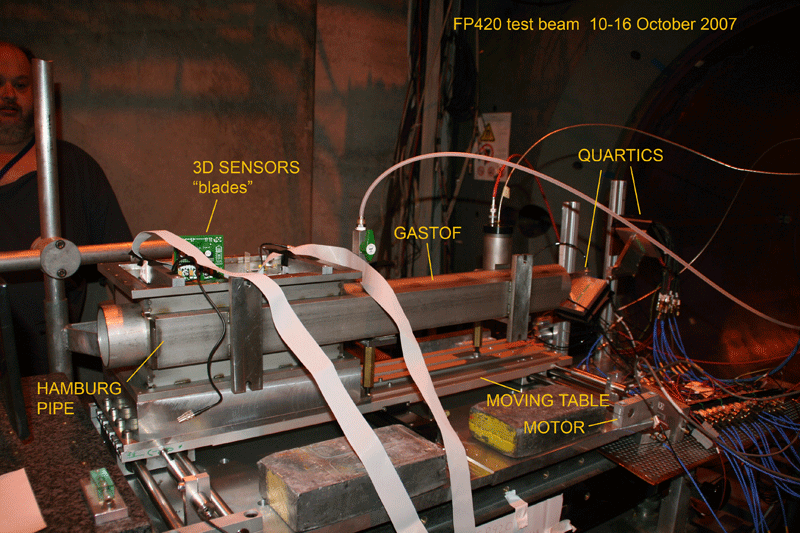 FP420 test beam 10-16 October 2007
QUARTICS
3D SENSORS
“blades”
GASTOF
HAMBURG
PIPE
MOVING TABLE
MOTOR